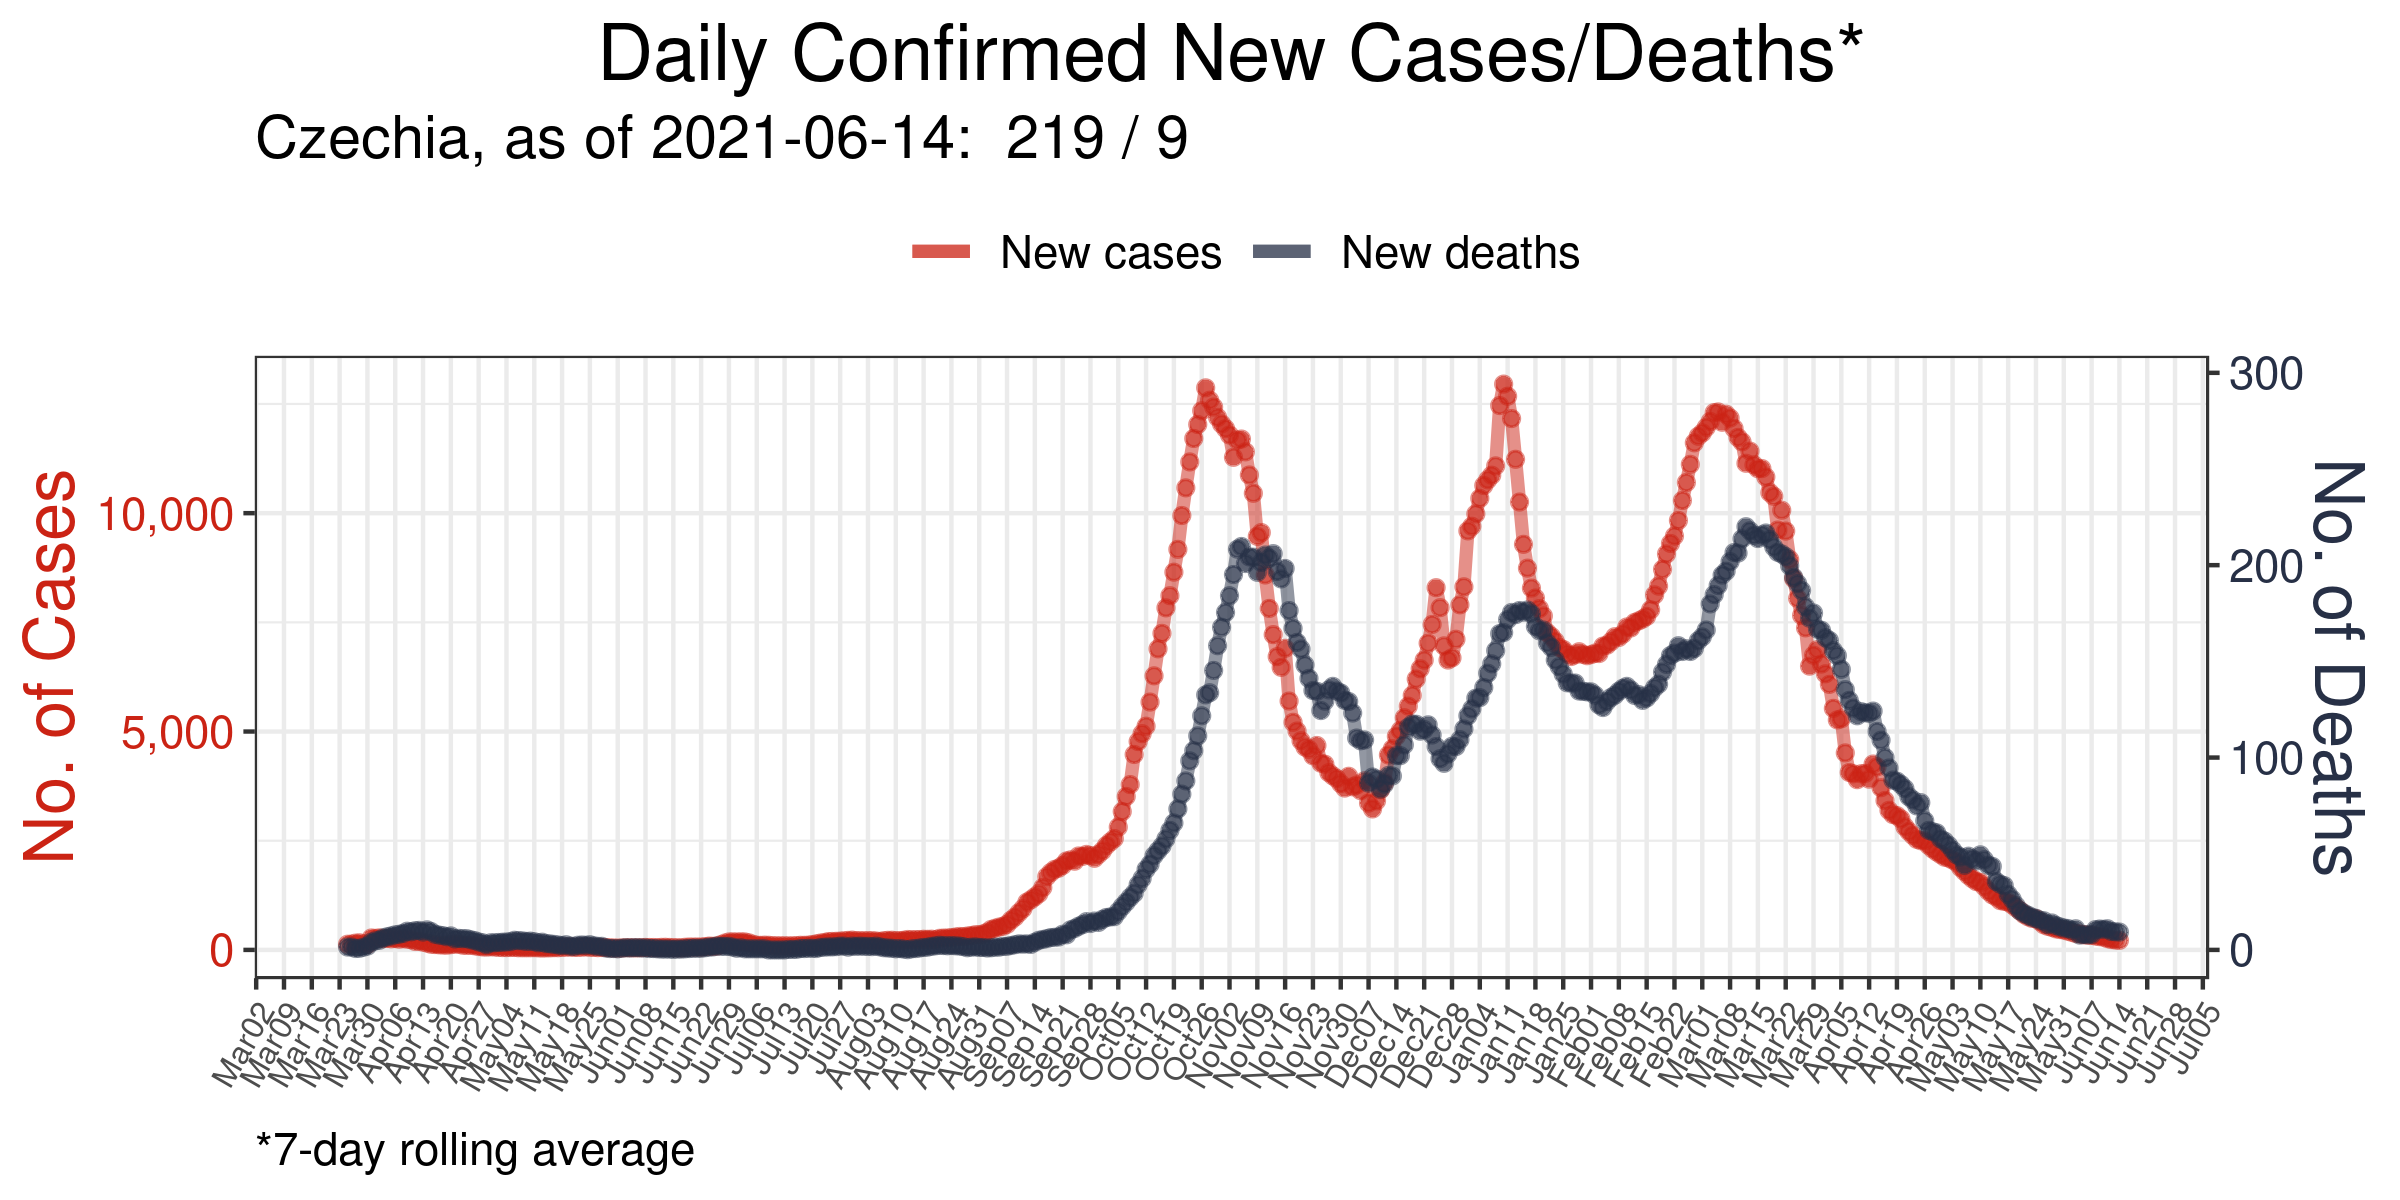 Daily Confirmed New Cases/Deaths*
Czechia, as of 2021-06-14:  219 / 9
New cases
New deaths
No. of Cases
10,000
5,000
0
300
200
100
0
No. of Deaths
Mar02
Mar09
Mar16
Mar23
Mar30
Apr06
Apr13
Apr20
Apr27
May04
May11
May18
May25
Jun01
Jun08
Jun15
Jun22
Jun29
Jul06
Jul13
Jul20
Jul27
Aug03
Aug10
Aug17
Aug24
Aug31
Sep07
Sep14
Sep21
Sep28
Oct05
Oct12
Oct19
Oct26
Nov02
Nov09
Nov16
Nov23
Nov30
Dec07
Dec14
Dec21
Dec28
Jan04
Jan11
Jan18
Jan25
Feb01
Feb08
Feb15
Feb22
Mar01
Mar08
Mar15
Mar22
Mar29
Apr05
Apr12
Apr19
Apr26
May03
May10
May17
May24
May31
Jun07
Jun14
Jun21
Jun28
Jul05
*7-day rolling average